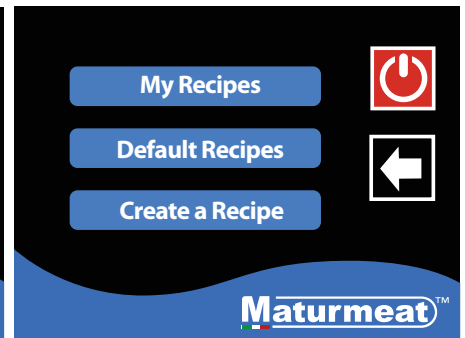 My Recipes
Default Recipes
Create a Recipe
Maturmeat™